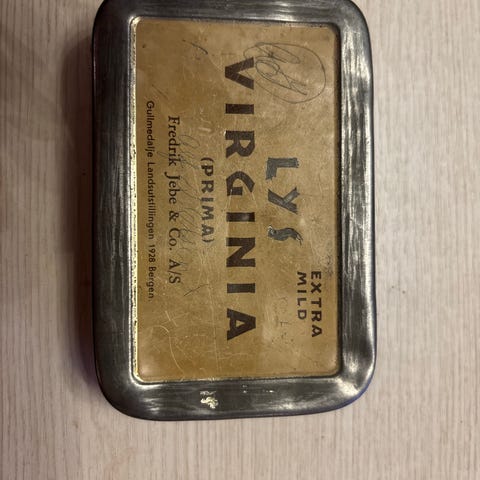 EXTRA
MILD
LYS
VIRGINIA
(PRIMA)
Fredrik Jebe & Co. A/S
Gullmedalje Landsutstillingen 1928 Bergen.